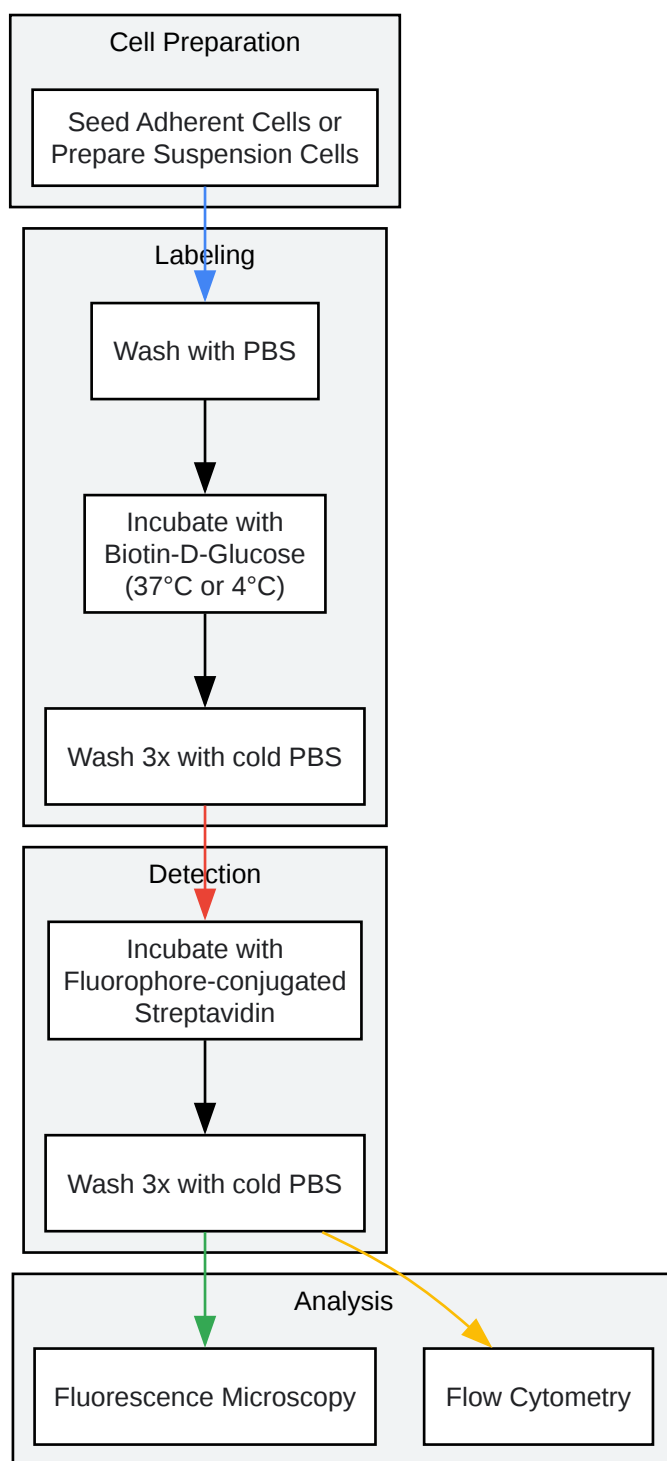 Cell Preparation
Seed Adherent Cells or
Prepare Suspension Cells
Labeling
Wash with PBS
Incubate with
Biotin-D-Glucose
(37°C or 4°C)
Wash 3x with cold PBS
Detection
Incubate with
Fluorophore-conjugated
Streptavidin
Wash 3x with cold PBS
Analysis
Fluorescence Microscopy
Flow Cytometry